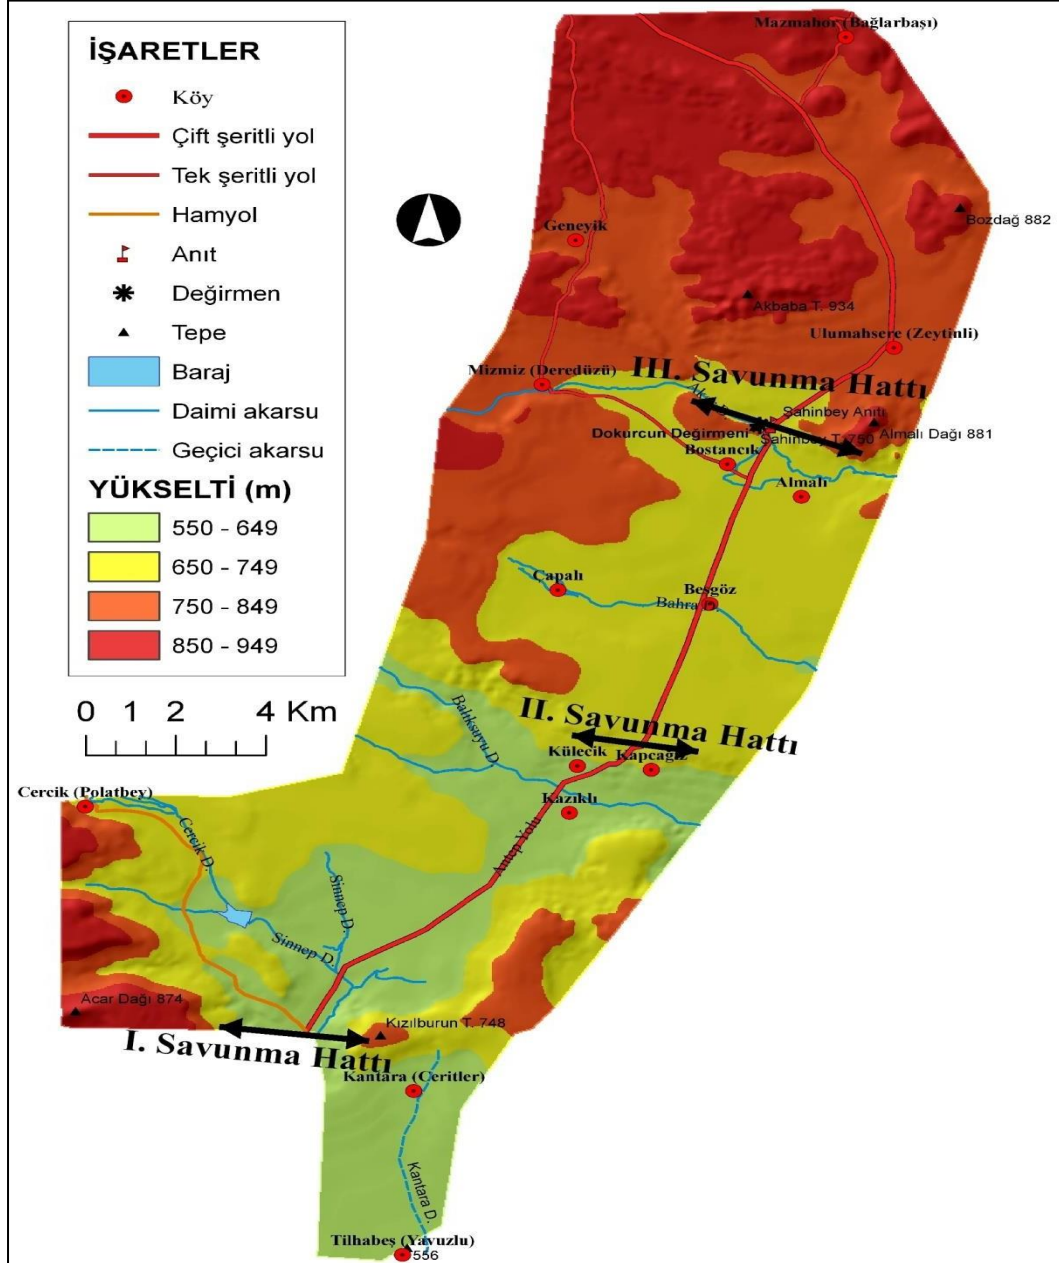 İŞARETLER
Köy
Çift şeritli yol
Tek şeritli yol
Hamyol
Anıt
Değirmen
Tepe
Baraj
Daimi akarsu
Geçici akarsu
YÜKSELTİ (m)
550 - 649
650 - 749
750 - 849
850 - 949
0 1 2 4 Km
Mazmahor (Bağlarbaşı)
Bozdağ 882
Geneyik
Akbaba T. 934
Ulumahsere (Zeytinli)
Mizmiz (Deredüzü)
III. Savunma Hattı
Şahinbey Anıtı
Dokurcun Değirmeni
Şahinbey T. 750
Almalı Dağı 881
Bostancık
Almalı
Çapalı
Beşgöz
Bahra D.
II. Savunma Hattı
Balıksuyu D.
Külecik
Kapcağız
Kazıklı
Cercik (Polatbey)
Cercik D.
Antep Yolu
Sinnep D.
Sinnep D.
Acar Dağı 874
Kızılburun T. 748
I. Savunma Hattı
Kantara (Ceritler)
Kantara D.
Tilhabeş (Yavuzlu)
556